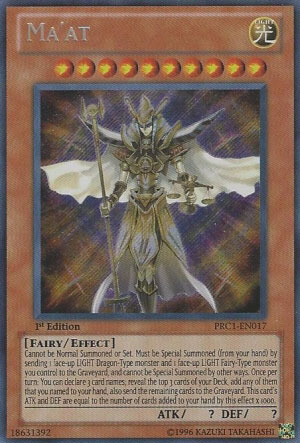 MA'AT
LIGHT
光
1st Edition
PRC1-EN017
[FAIRY/EFFECT]
Cannot be Normal Summoned or Set. Must be Special Summoned (from your hand) by
sending 1 face-up LIGHT Dragon-Type monster and 1 face-up LIGHT Fairy-Type monster
you control to the Graveyard, and cannot be Special Summoned by other ways. Once per
turn: You can declare 3 card names, reveal the top 3 cards of your Deck, add any of them
that you named to your hand, also send the remaining cards to the Graveyard. This card's
ATK and DEF are equal to the number of cards added to your hand by this effect x 1000.
ATK/ ? DEF/ ?
18631392
©1996 KAZUKI TAKAHASHI